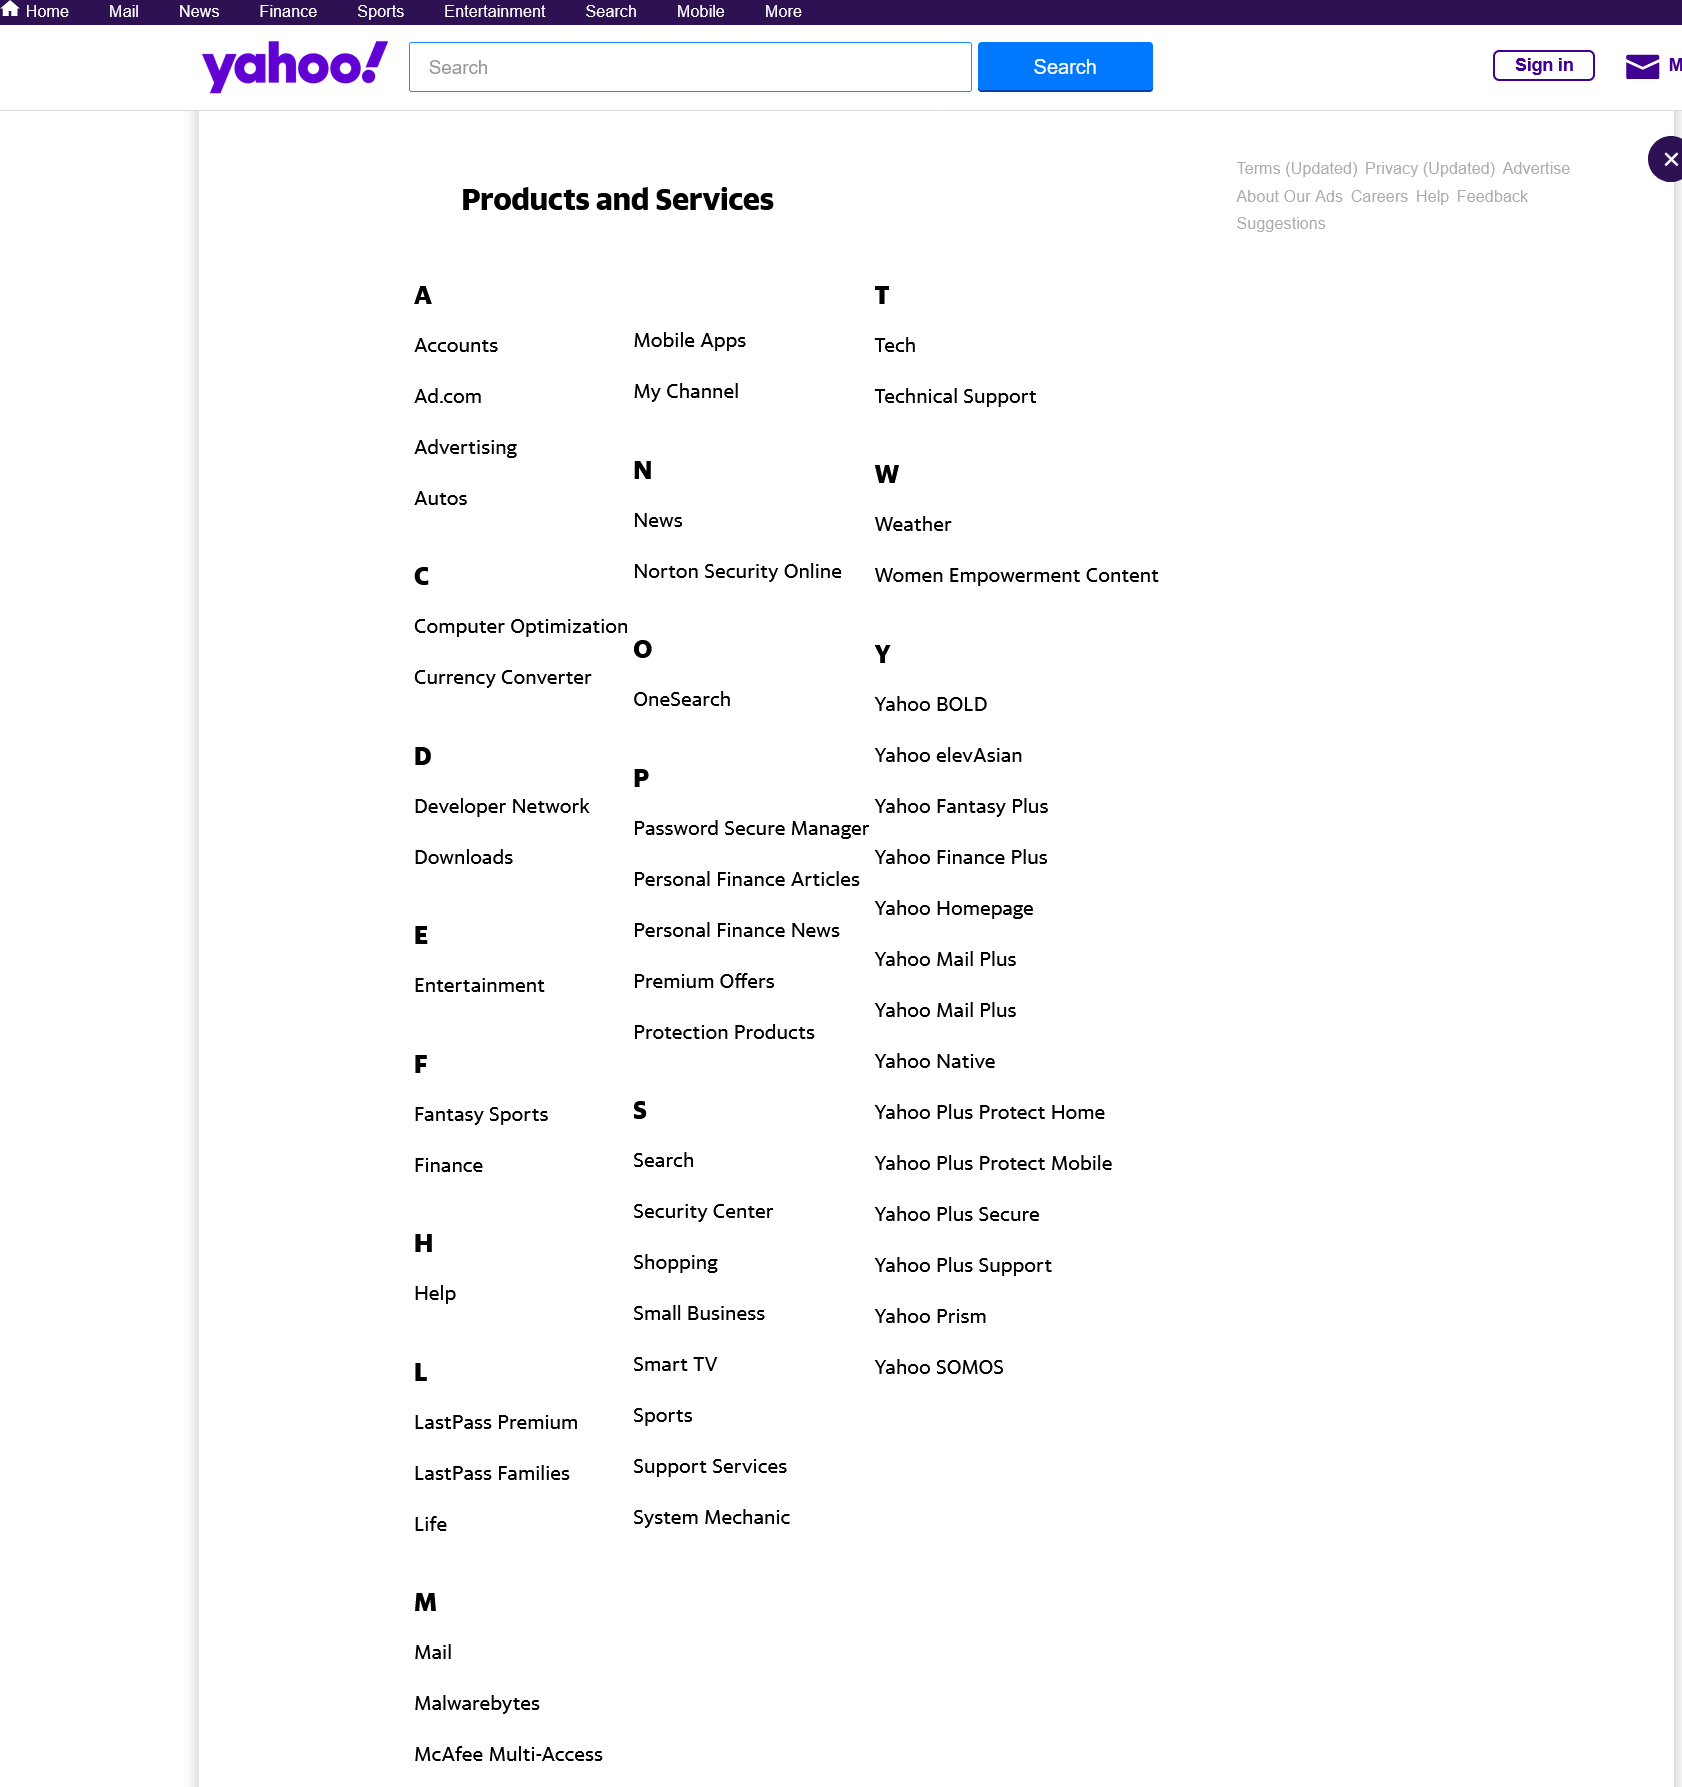 Home Mail News Finance Sports Entertainment Search Mobile More
yahoo! Search Search Sign in M
Products and Services
Terms (Updated) Privacy (Updated) Advertise
About Our Ads Careers Help Feedback
Suggestions
A
Accounts
Ad.com
Advertising
Autos
C
Computer Optimization
Currency Converter
D
Developer Network
Downloads
E
Entertainment
F
Fantasy Sports
Finance
H
Help
L
LastPass Premium
LastPass Families
Life
M
Mail
Malwarebytes
McAfee Multi-Access
Mobile Apps
My Channel
N
News
Norton Security Online
O
OneSearch
P
Password Secure Manager
Personal Finance Articles
Personal Finance News
Premium Offers
Protection Products
S
Search
Security Center
Shopping
Small Business
Smart TV
Sports
Support Services
System Mechanic
T
Tech
Technical Support
W
Weather
Women Empowerment Content
Y
Yahoo BOLD
Yahoo elevAsian
Yahoo Fantasy Plus
Yahoo Finance Plus
Yahoo Homepage
Yahoo Mail Plus
Yahoo Mail Plus
Yahoo Native
Yahoo Plus Protect Home
Yahoo Plus Protect Mobile
Yahoo Plus Secure
Yahoo Plus Support
Yahoo Prism
Yahoo SOMOS